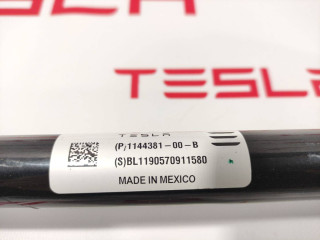 TESLA
TESLA
(P)1144381-00-B
(S)BL1190570911580
MADE IN MEXICO